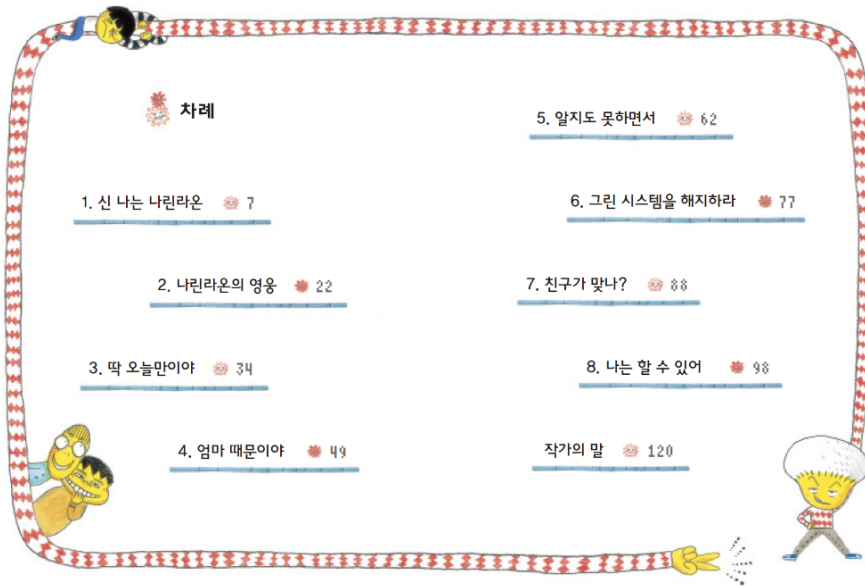 차례
1. 신 나는 나린라온 7
2. 나린라온의 영웅 22
3. 딱 오늘만이야 34
4. 엄마 때문이야 49
5. 알지도 못하면서 62
6. 그린 시스템을 해지하라 77
7. 친구가 맞나? 88
8. 나는 할 수 있어 98
작가의 말 120